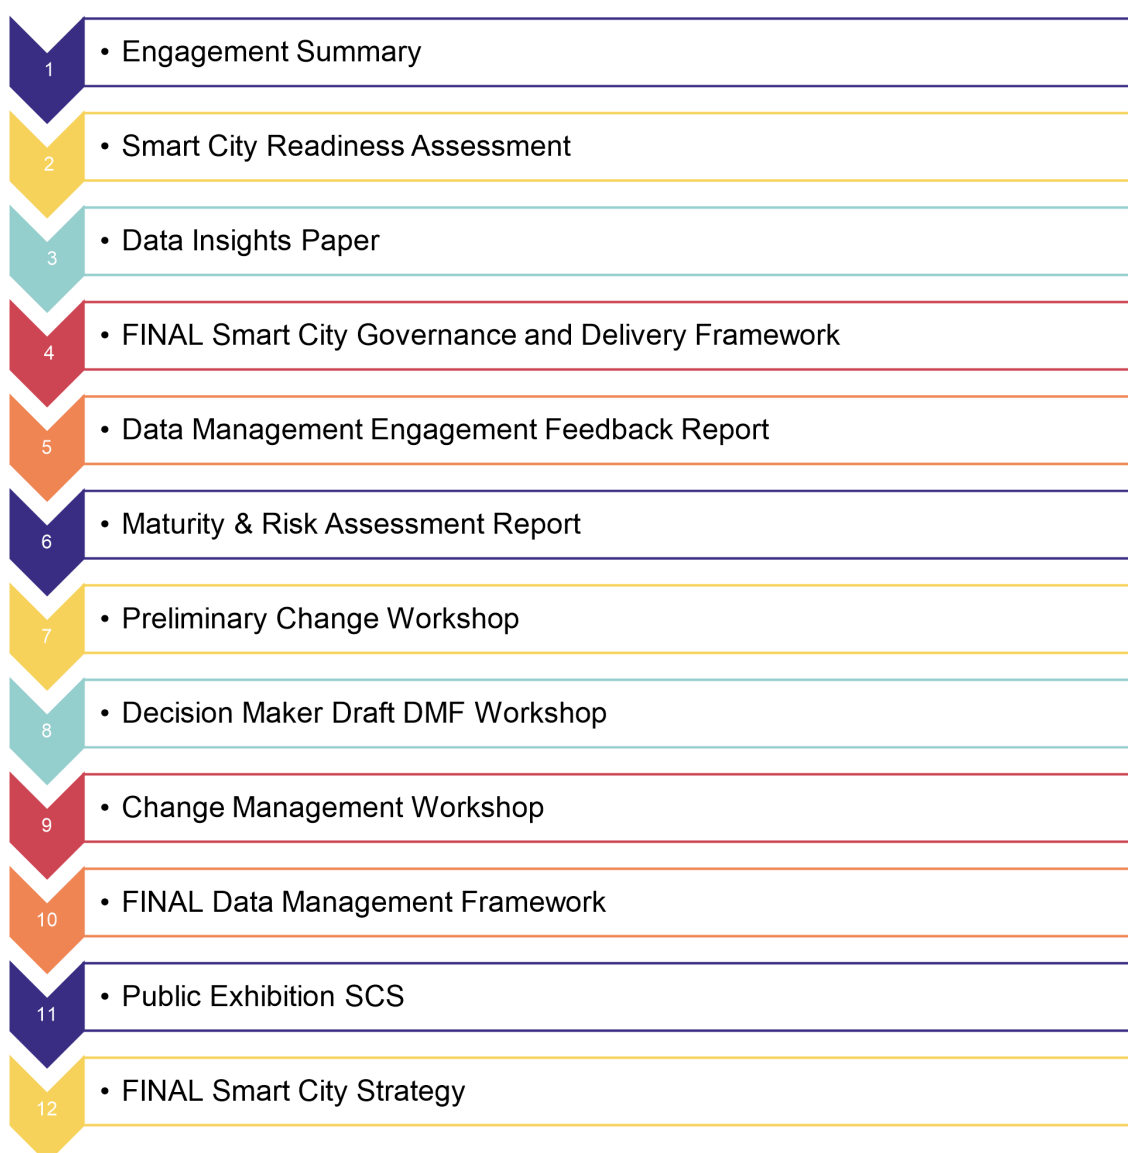 1
• Engagement Summary
2
• Smart City Readiness Assessment
3
• Data Insights Paper
4
• FINAL Smart City Governance and Delivery Framework
5
• Data Management Engagement Feedback Report
6
• Maturity & Risk Assessment Report
7
• Preliminary Change Workshop
8
• Decision Maker Draft DMF Workshop
9
• Change Management Workshop
10
• FINAL Data Management Framework
11
• Public Exhibition SCS
12
• FINAL Smart City Strategy